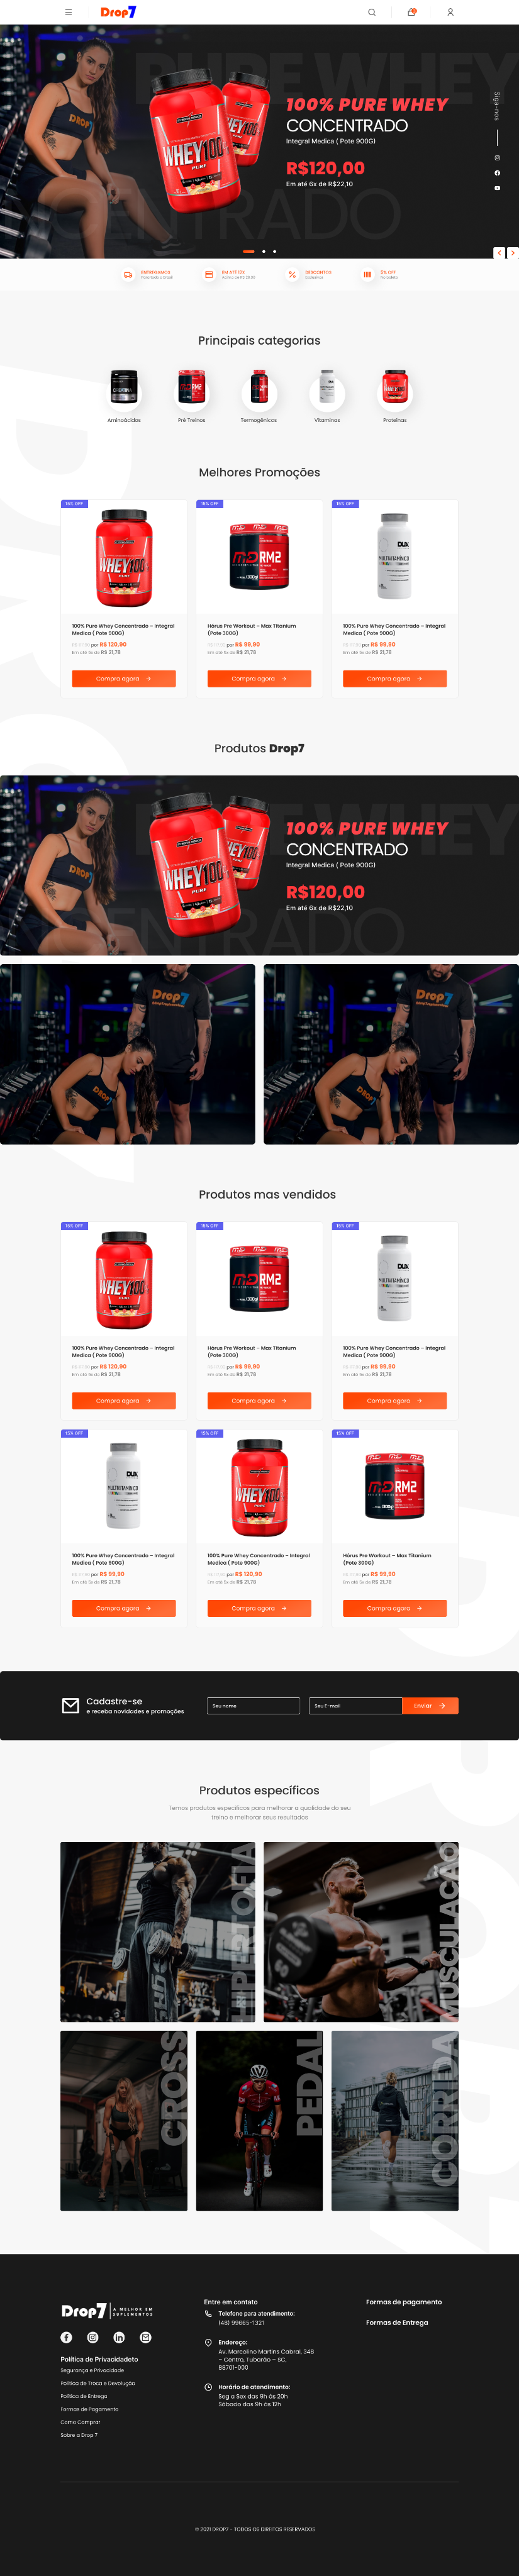 Drop7
100% PURE WHEY
CONCENTRADO
Integral Medica ( Pote 900G)
R$120,00
Em até 6x de R$22,10
Siga-nos
WHEY100
PURE
ENTREGAMOS
Para todo o Brasil
EM ATÉ 10X
DESCONTOS
Exclusivos
5% OFF
no boleto
Principais categorias
Aminoácidos
Pré Treinos
Termogênicos
Vitaminas
Proteínas
Melhores Promoções
15% OFF
15% OFF
15% OFF
100% Pure Whey Concentrado – Integral
Medica ( Pote 900G)
por R$ 120,90
Em até 5x de R$ 21,78
Compra agora
Hórus Pre Workout – Max Titanium
(Pote 300G)
por R$ 99,90
Em até 5x de R$ 21,78
Compra agora
100% Pure Whey Concentrado – Integral
Medica ( Pote 900G)
por R$ 99,90
Em até 5x de R$ 21,78
Compra agora
Produtos Drop7
100% PURE WHEY
CONCENTRADO
Integral Medica ( Pote 900G)
R$120,00
Em até 6x de R$22,10
Produtos mas vendidos
15% OFF
15% OFF
15% OFF
100% Pure Whey Concentrado – Integral
Medica ( Pote 900G)
por R$ 120,90
Em até 5x de R$ 21,78
Compra agora
Hórus Pre Workout – Max Titanium
(Pote 300G)
por R$ 99,90
Em até 5x de R$ 21,78
Compra agora
100% Pure Whey Concentrado – Integral
Medica ( Pote 900G)
por R$ 99,90
Em até 5x de R$ 21,78
Compra agora
15% OFF
15% OFF
15% OFF
100% Pure Whey Concentrado – Integral
Medica ( Pote 900G)
por R$ 99,90
Em até 5x de R$ 21,78
Compra agora
100% Pure Whey Concentrado – Integral
Medica ( Pote 900G)
por R$ 120,90
Em até 5x de R$ 21,78
Compra agora
Hórus Pre Workout – Max Titanium
(Pote 300G)
por R$ 99,90
Em até 5x de R$ 21,78
Compra agora
Cadastre-se
e receba novidades e promoções
Seu nome
Seu E-mail
Enviar
Produtos específicos
Temos produtos específicos para melhorar a qualidade do seu
treino e melhorar seus resultados
HIPERTOFIA
MUSCULAÇÃO
CROSS
PEDAL
CORRIDA
Drop7
A MELHOR EM
SUPLEMENTOS
Política de Privacidadeto
Segurança e Privacidade
Política de Troca e Devolução
Política de Entrega
Formas de Pagamento
Como Comprar
Sobre a Drop 7
Entre em contato
Telefone para atendimento:
(48) 99665-1321
Endereço:
Av. Marcolino Martins Cabral, 348
– Centro, Tubarão – SC,
88701-000
Horário de atendimento:
Seg a Sex das 9h às 20h
Sábado das 9h às 12h
Formas de pagamento
Formas de Entrega
© 2021 DROP7 - TODOS OS DIREITOS RESERVADOS